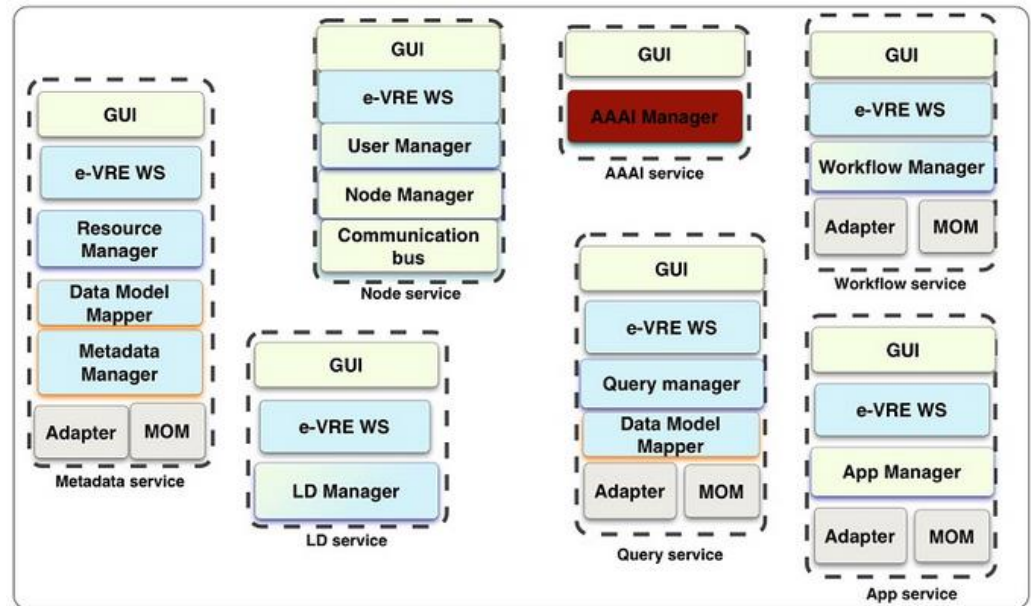 GUI
e-VRE WS
Resource
Manager
Data Model
Mapper
Metadata
Manager
Adapter
MOM
Metadata service
GUI
e-VRE WS
User Manager
Node Manager
Communication
bus
Node service
GUI
e-VRE WS
LD Manager
LD service
GUI
AAAI Manager
AAAI service
GUI
e-VRE WS
Query manager
Data Model
Mapper
Adapter
MOM
Query service
GUI
e-VRE WS
Workflow Manager
Adapter
MOM
Workflow service
GUI
e-VRE WS
App Manager
Adapter
MOM
App service